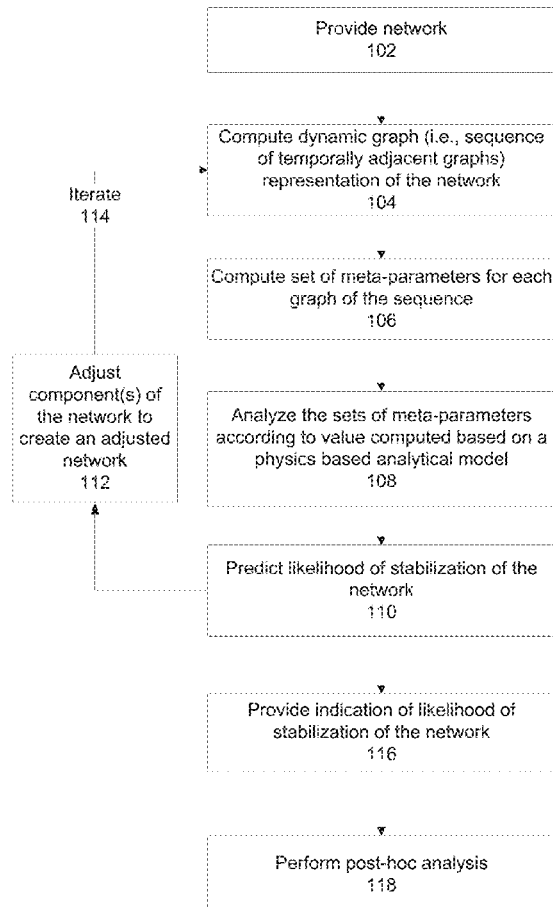 Provide network
102
Compute dynamic graph (i.e., sequence
of temporally adjacent graphs)
representation of the network
104
Iterate
114
Compute set of meta-parameters for each
graph of the sequence
106
Adjust
component(s) of
the network to
create an adjusted
network
112
Analyze the sets of meta-parameters
according to value computed based on a
physics based analytical model
108
Predict likelihood of stabilization of the
network
110
Provide indication of likelihood of
stabilization of the network
116
Perform post-hoc analysis
118